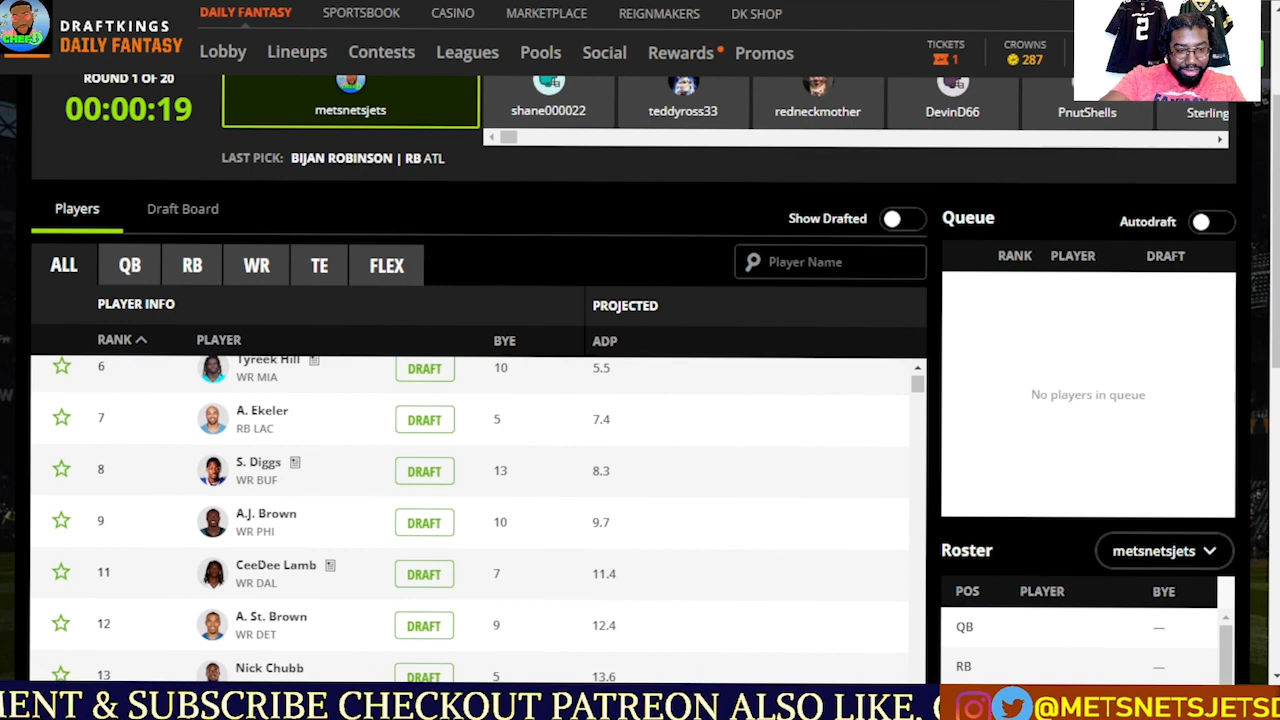 CHEF
DRAFTKINGS
DAILY FANTASY
DAILY FANTASY SPORTSBOOK CASINO MARKETPLACE REIGNMAKERS DK SHOP
Lobby Lineups Contests Leagues Pools Social Rewards Promos
TICKETS CROWNS
1 287
2
ROUND 1 OF 20
00:00:19
metsnetsjets shane000022 teddyross33 redneckmother DevinD66 PnutShells Sterling
LAST PICK: BIJAN ROBINSON | RB ATL
Players Draft Board
Show Drafted
Queue
Autodraft
ALL QB RB WR TE FLEX
Player Name
RANK PLAYER DRAFT
PLAYER INFO PROJECTED
RANK PLAYER BYE ADP
6 Tyreek Hill DRAFT 10 5.5
WR MIA
7 A. Ekeler DRAFT 5 7.4
RB LAC
8 S. Diggs DRAFT 13 8.3
WR BUF
9 A.J. Brown DRAFT 10 9.7
WR PHI
11 CeeDee Lamb DRAFT 7 11.4
WR DAL
12 A. St. Brown DRAFT 9 12.4
WR DET
13 Nick Chubb DRAFT 5 13.6
No players in queue
Roster
metsnetsjets
POS PLAYER BYE
QB —
RB —
MENT & SUBSCRIBE CHECKOUT PATREON ALSO LIKE,
@METSNETSJETSD